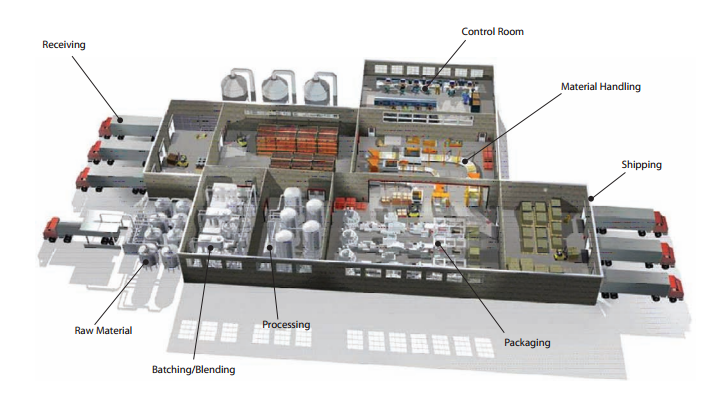 Control Room
Receiving
Material Handling
Shipping
Raw Material
Processing
Packaging
Batching/Blending